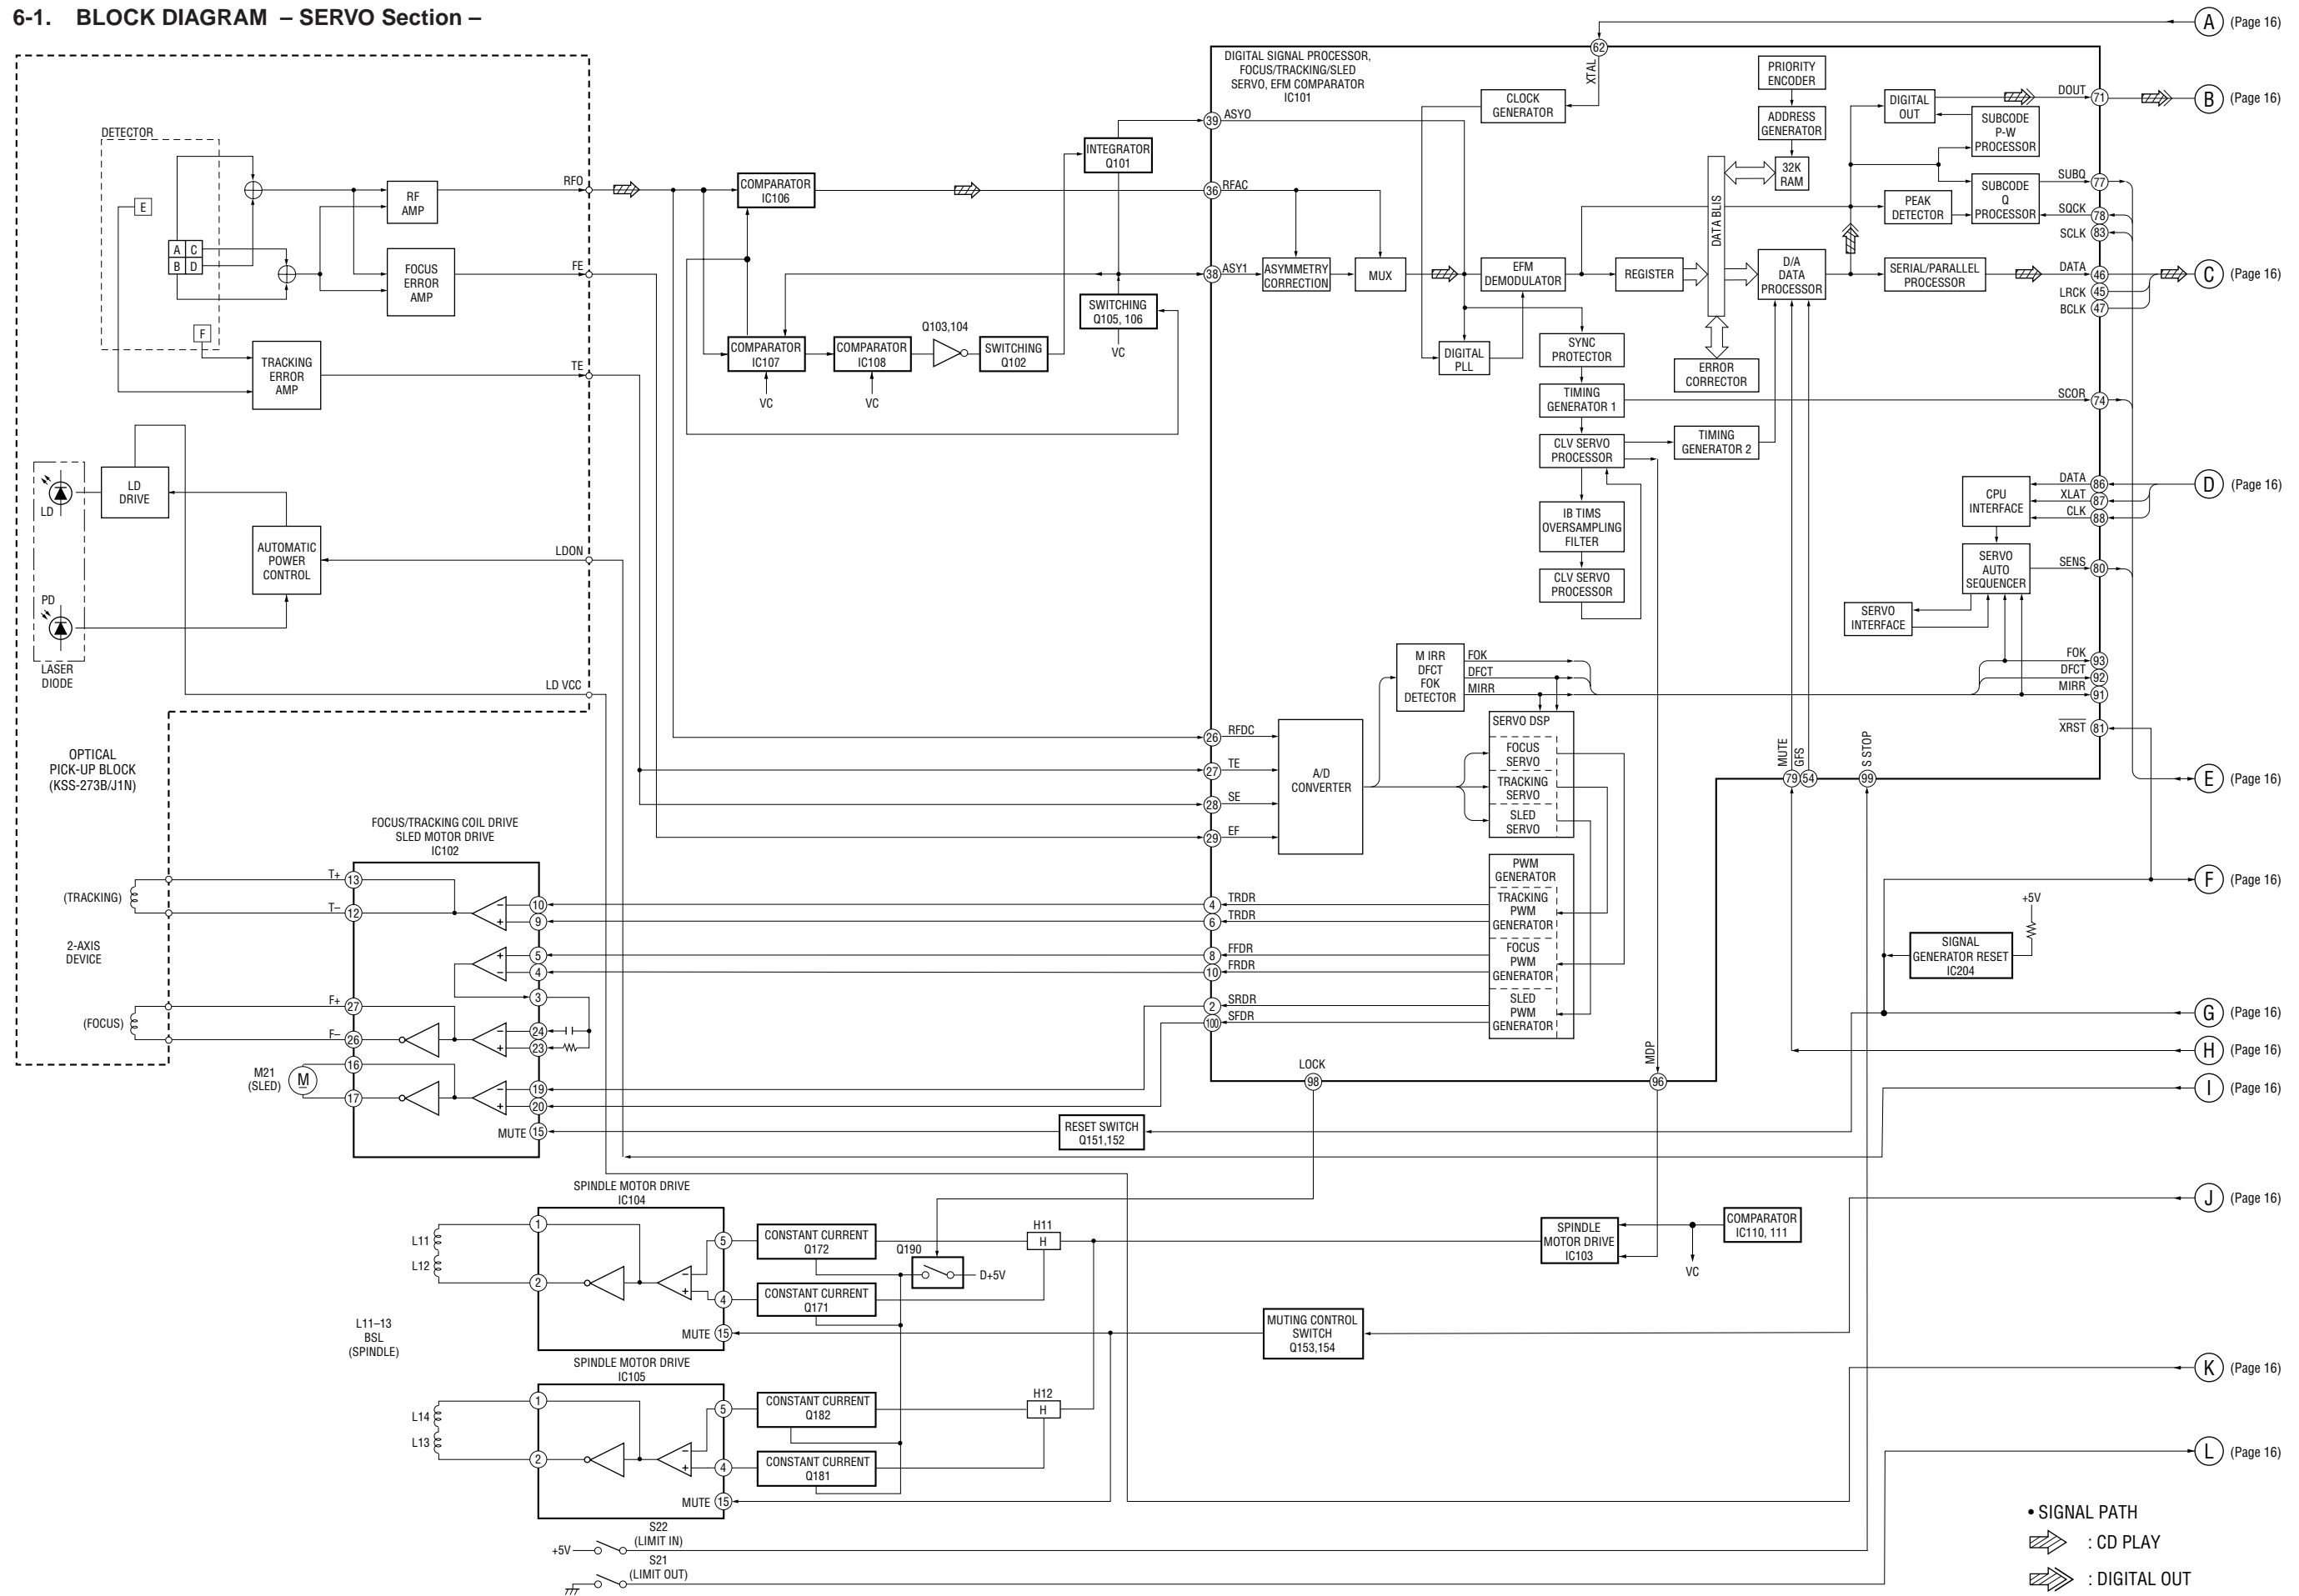 6-1. BLOCK DIAGRAM – SERVO Section –
A
(Page 16)
62
XTAL
DIGITAL SIGNAL PROCESSOR,
FOCUS/TRACKING/SLED
SERVO, EFM COMPARATOR
IC101
PRIORITY
ENCODER
CLOCK
GENERATOR
ADDRESS
GENERATOR
32K
RAM
DIGITAL
OUT
DOUT
71
B
(Page 16)
SUBCODE
P-W
PROCESSOR
DETECTOR
E
A
C
B
D
F
RF
AMP
RFO
FOCUS
ERROR
AMP
FE
TRACKING
ERROR
AMP
TE
COMPARATOR
IC106
INTEGRATOR
Q101
39
ASYO
36
RFAC
38
ASY1
SWITCHING
Q105, 106
VC
COMPARATOR
IC107
VC
COMPARATOR
IC108
VC
Q103,104
SWITCHING
Q102
ASYMMETRY
CORRECTION
MUX
EFM
DEMODULATOR
REGISTER
DATA BLIS
D/A
DATA
PROCESSOR
PEAK
DETECTOR
SUBCODE
Q
PROCESSOR
SUBQ
77
SQCK
78
SCLK
83
SERIAL/PARALLEL
PROCESSOR
DATA
46
LRCK
45
BCLK
47
C
(Page 16)
DIGITAL
PLL
SYNC
PROTECTOR
ERROR
CORRECTOR
TIMING
GENERATOR 1
SCOR
74
CLV SERVO
PROCESSOR
TIMING
GENERATOR 2
IB TIMS
OVERSAMPLING
FILTER
CLV SERVO
PROCESSOR
CPU
INTERFACE
DATA
86
XLAT
87
CLK
88
D
(Page 16)
SERVO
AUTO
SEQUENCER
SENS
80
SERVO
INTERFACE
LD
LD
DRIVE
AUTOMATIC
POWER
CONTROL
LDON
PD
LASER
DIODE
LD VCC
M IRR
DFCT
FOK
DETECTOR
FOK
DFCT
MIRR
FOK
93
DFCT
92
MIRR
91
XRST
81
OPTICAL
PICK-UP BLOCK
(KSS-273B/J1N)
26
RFDC
27
TE
28
SE
29
EF
A/D
CONVERTER
SERVO DSP
FOCUS
SERVO
TRACKING
SERVO
SLED
SERVO
MUTE
GFS
S STOP
79
54
99
E
(Page 16)
FOCUS/TRACKING COIL DRIVE
SLED MOTOR DRIVE
IC102
(TRACKING)
T+
13
T–
12
–
+
10
9
4
TRDR
6
TRDR
PWM
GENERATOR
TRACKING
PWM
GENERATOR
FOCUS
PWM
GENERATOR
SLED
PWM
GENERATOR
F
(Page 16)
+5V
2-AXIS
DEVICE
+
–
5
4
3
8
FFDR
10
FRDR
SIGNAL
GENERATOR RESET
IC204
(FOCUS)
F+
27
F–
26
–
+
24
23
2
SRDR
100
SFDR
G
(Page 16)
M21
(SLED)
M
16
17
–
+
19
20
MUTE
15
LOCK
98
MDP
96
H
(Page 16)
I
(Page 16)
RESET SWITCH
Q151,152
SPINDLE MOTOR DRIVE
IC104
L11
L12
1
2
–
+
5
4
MUTE
15
CONSTANT CURRENT
Q172
CONSTANT CURRENT
Q171
Q190
D+5V
H11
H
SPINDLE
MOTOR DRIVE
IC103
COMPARATOR
IC110, 111
VC
J
(Page 16)
L11–13
BSL
(SPINDLE)
MUTING CONTROL
SWITCH
Q153,154
SPINDLE MOTOR DRIVE
IC105
L14
L13
1
2
–
+
5
4
MUTE
15
CONSTANT CURRENT
Q182
CONSTANT CURRENT
Q181
H12
H
K
(Page 16)
L
(Page 16)
+5V
S22
(LIMIT IN)
S21
(LIMIT OUT)
• SIGNAL PATH
: CD PLAY
: DIGITAL OUT